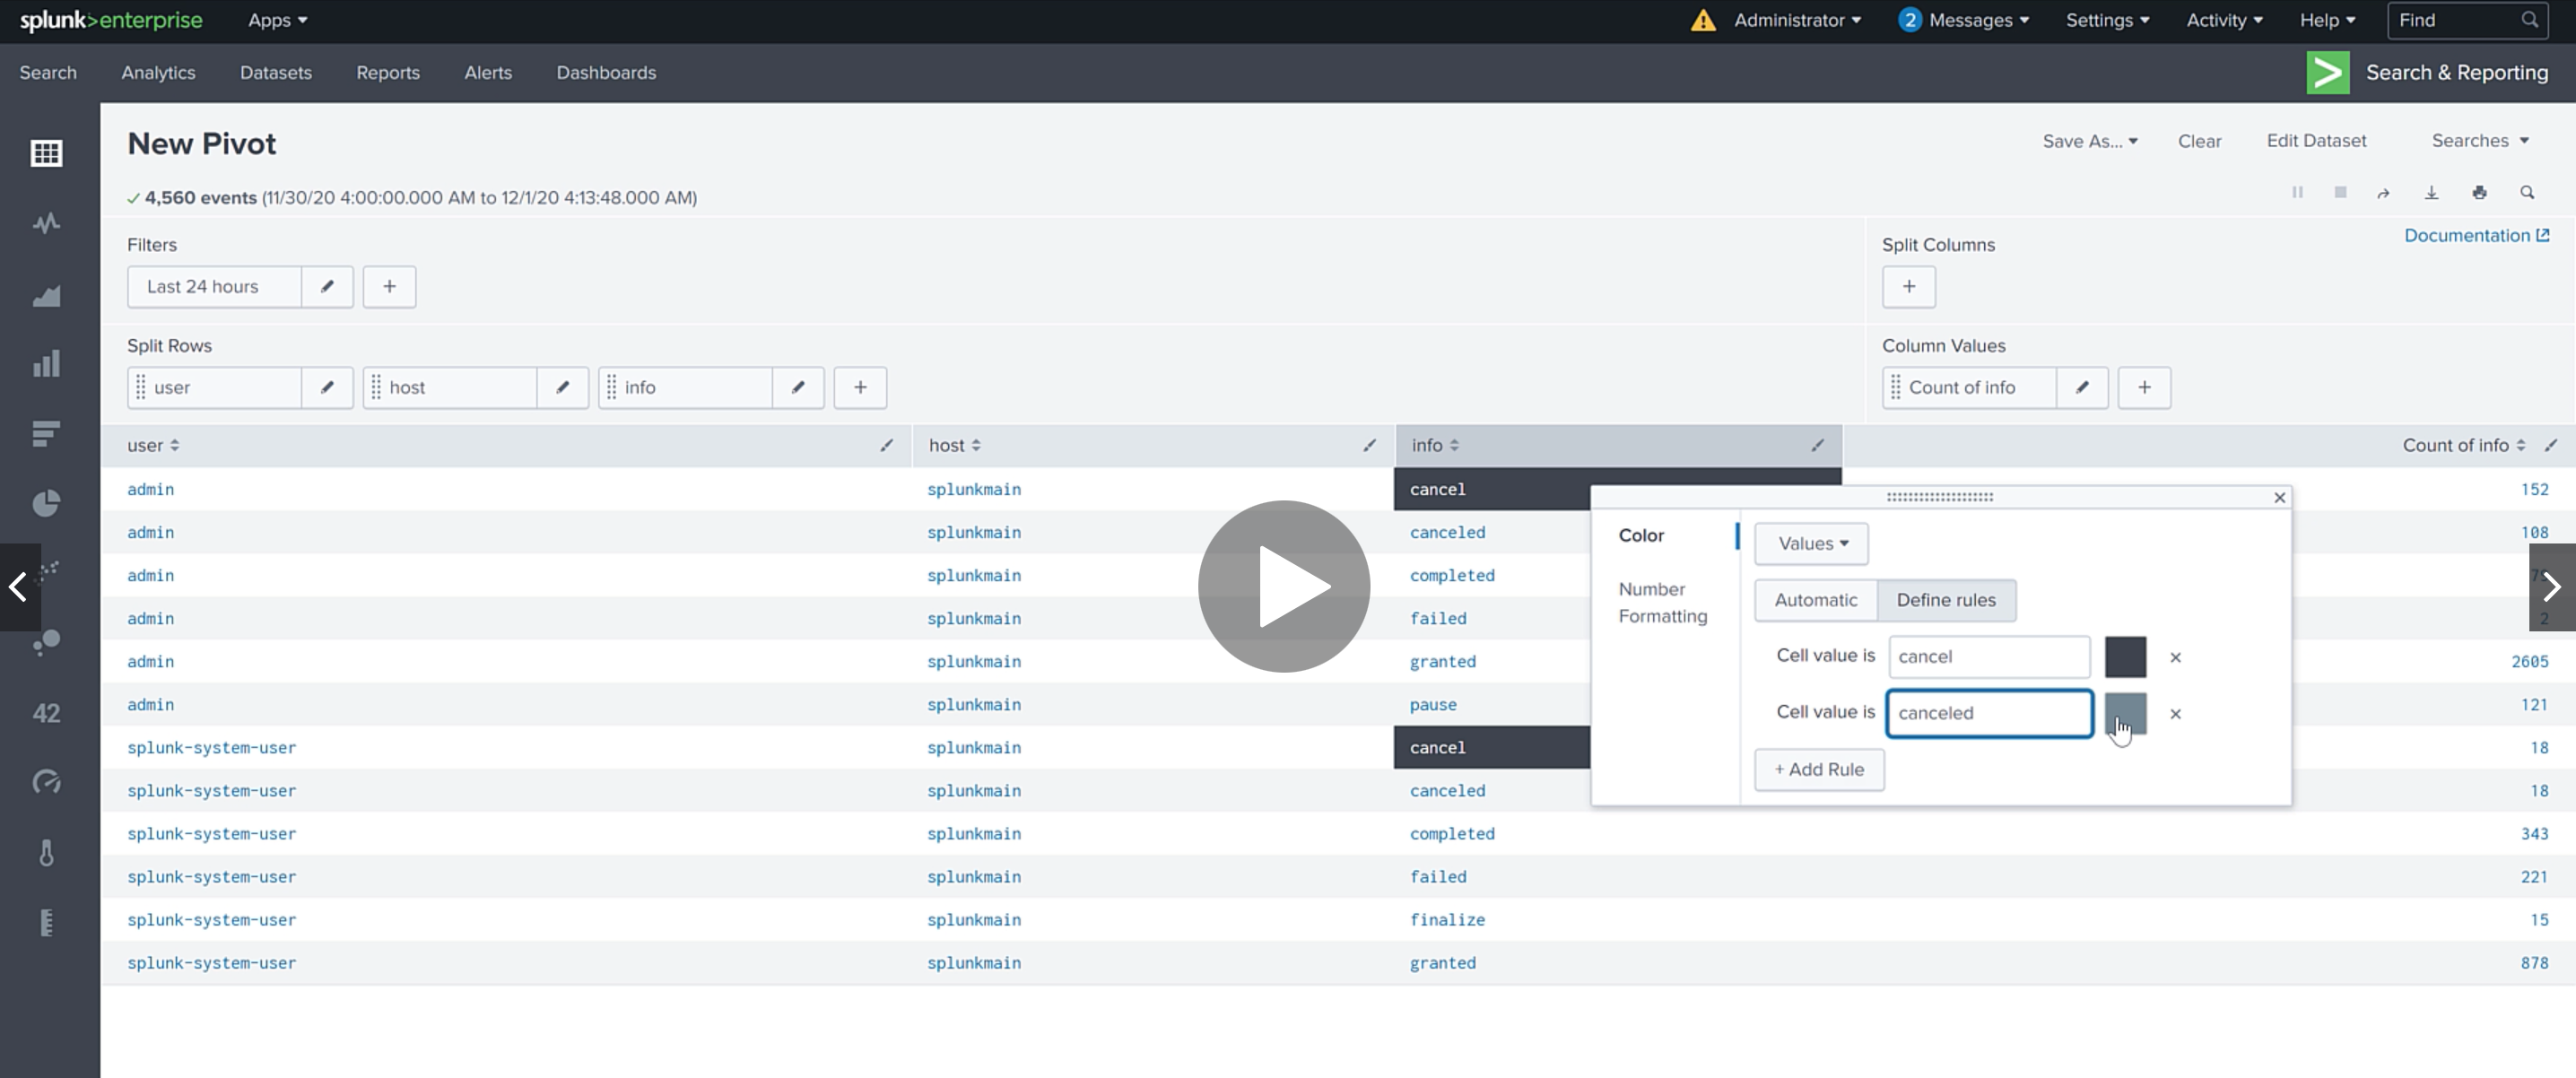 splunk>enterprise Apps Administrator 2 Messages Settings Activity Help Find
Search Analytics Datasets Reports Alerts Dashboards Search & Reporting
New Pivot
Save As... Clear Edit Dataset Searches
4,560 events (11/30/20 4:00:00.000 AM to 12/1/20 4:13:48.000 AM)
Filters
Last 24 hours +
Split Columns
Documentation
+
Split Rows
user host info +
Column Values
Count of info +
user host info Count of info
admin splunkmain cancel 152
admin splunkmain canceled 108
admin splunkmain completed
admin splunkmain failed 2
admin splunkmain granted 2605
admin splunkmain pause 121
splunk-system-user splunkmain cancel 18
splunk-system-user splunkmain canceled 18
splunk-system-user splunkmain completed 343
splunk-system-user splunkmain failed 221
splunk-system-user splunkmain finalize 15
splunk-system-user splunkmain granted 878
Color
Number
Formatting
Values
Automatic Define rules
Cell value is cancel
Cell value is canceled
+ Add Rule
42